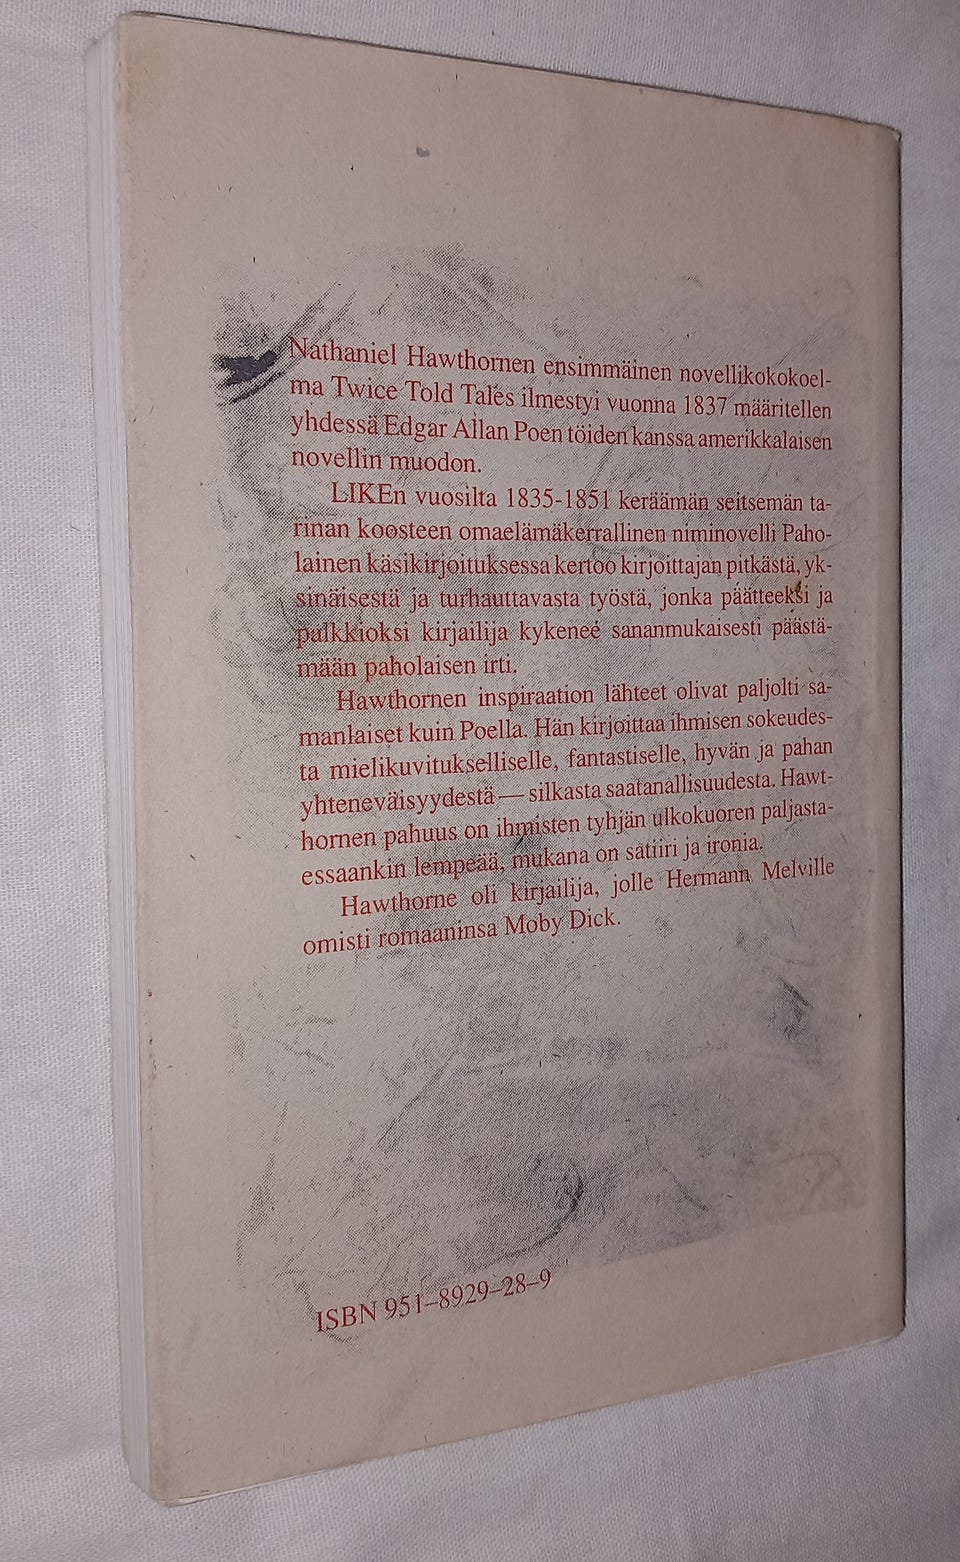 Nathaniel Hawthornen ensimmäinen novellikokokoel-
ma Twice Told Tales ilmestyi vuonna 1837 määritellen
yhdessä Edgar Allan Poen töiden kanssa amerikkalaisen
novellin muodon.
LIKEn vuosilta 1835-1851 keräämän seitsemän ta-
rinan koosteen omaelämäkerrallinen niminovelli Paho-
lainen käsikirjoituksessa kertoo kirjoittajan pitkästä, yk-
sinäisestä ja turhauttavasta työstä, jonka päätteeksi ja
palkkioksi kirjailija kykenee sananmukaisesti päästä-
mään paholaisen irti.
Hawthornen inspiraation lähteet olivat paljolti sa-
manlaiset kuin Poella. Hän kirjoittaa ihmisen sokeudes-
ta mielikuvitukselliselle, fantastiselle, hyvän ja pahan
yhteneväisyydestä — silkasta saatanallisuudesta. Hawt-
hornen pahuus on ihmisten tyhjän ulkokuoren paljasta-
essaankin lempeää, mukana on satiiri ja ironia.
Hawthorne oli kirjailija, jolle Hermann Melville
omisti romaaninsa Moby Dick.
ISBN 951-8929-28-9